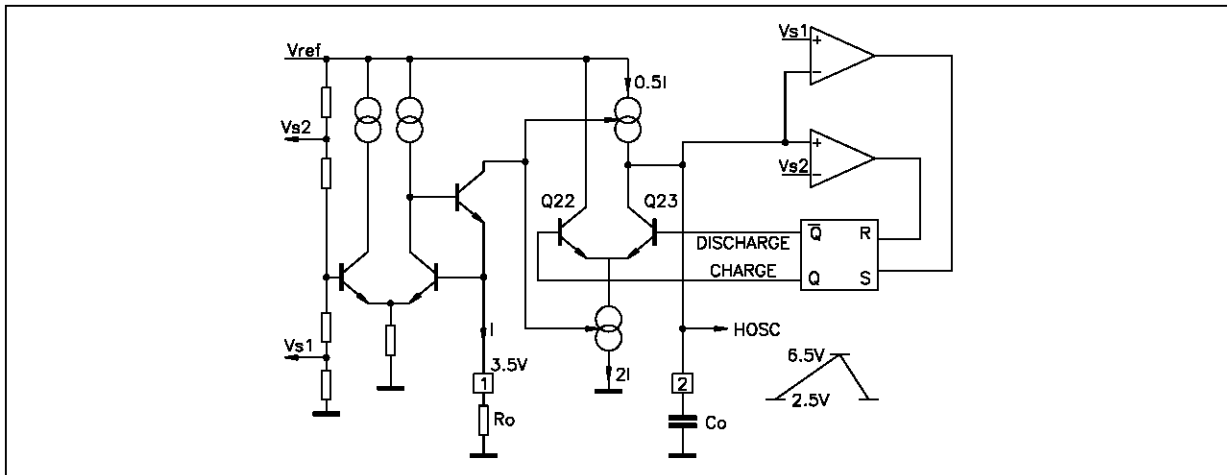 Vs1
+
−
Vref
0.5I
Vs2
+
−
Vs2
Q22
Q23
DISCHARGE
CHARGE
Q̅
R
Q
S
I
HOSC
Vs1
3.5V
1
2I
2
6.5V
2.5V
Ro
Co